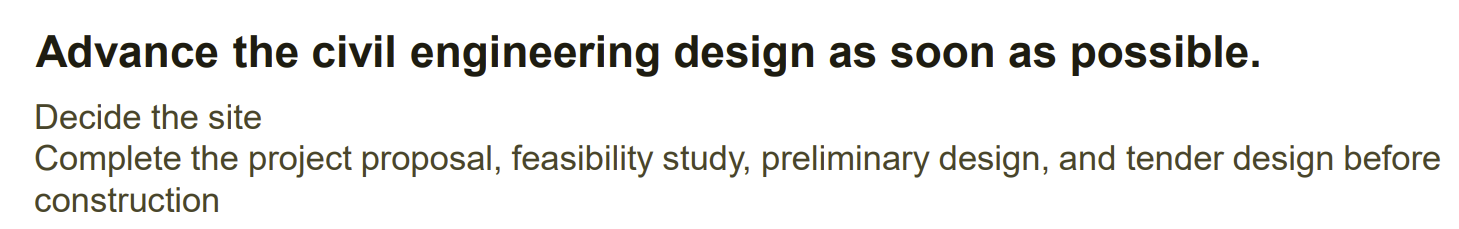 Advance the civil engineering design as soon as possible.
Decide the site
Complete the project proposal, feasibility study, preliminary design, and tender design before
construction